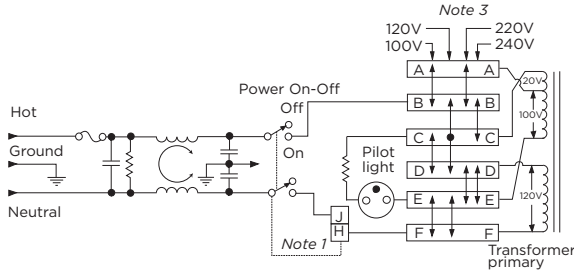 Note 3
120V 220V
100V 240V
A A
20V
Power On-Off
Off
B B
100V
Hot
C C
Ground
On
Pilot
light
D D
120V
E E
Neutral
J
Note 1
H
F F
Transformer
primary